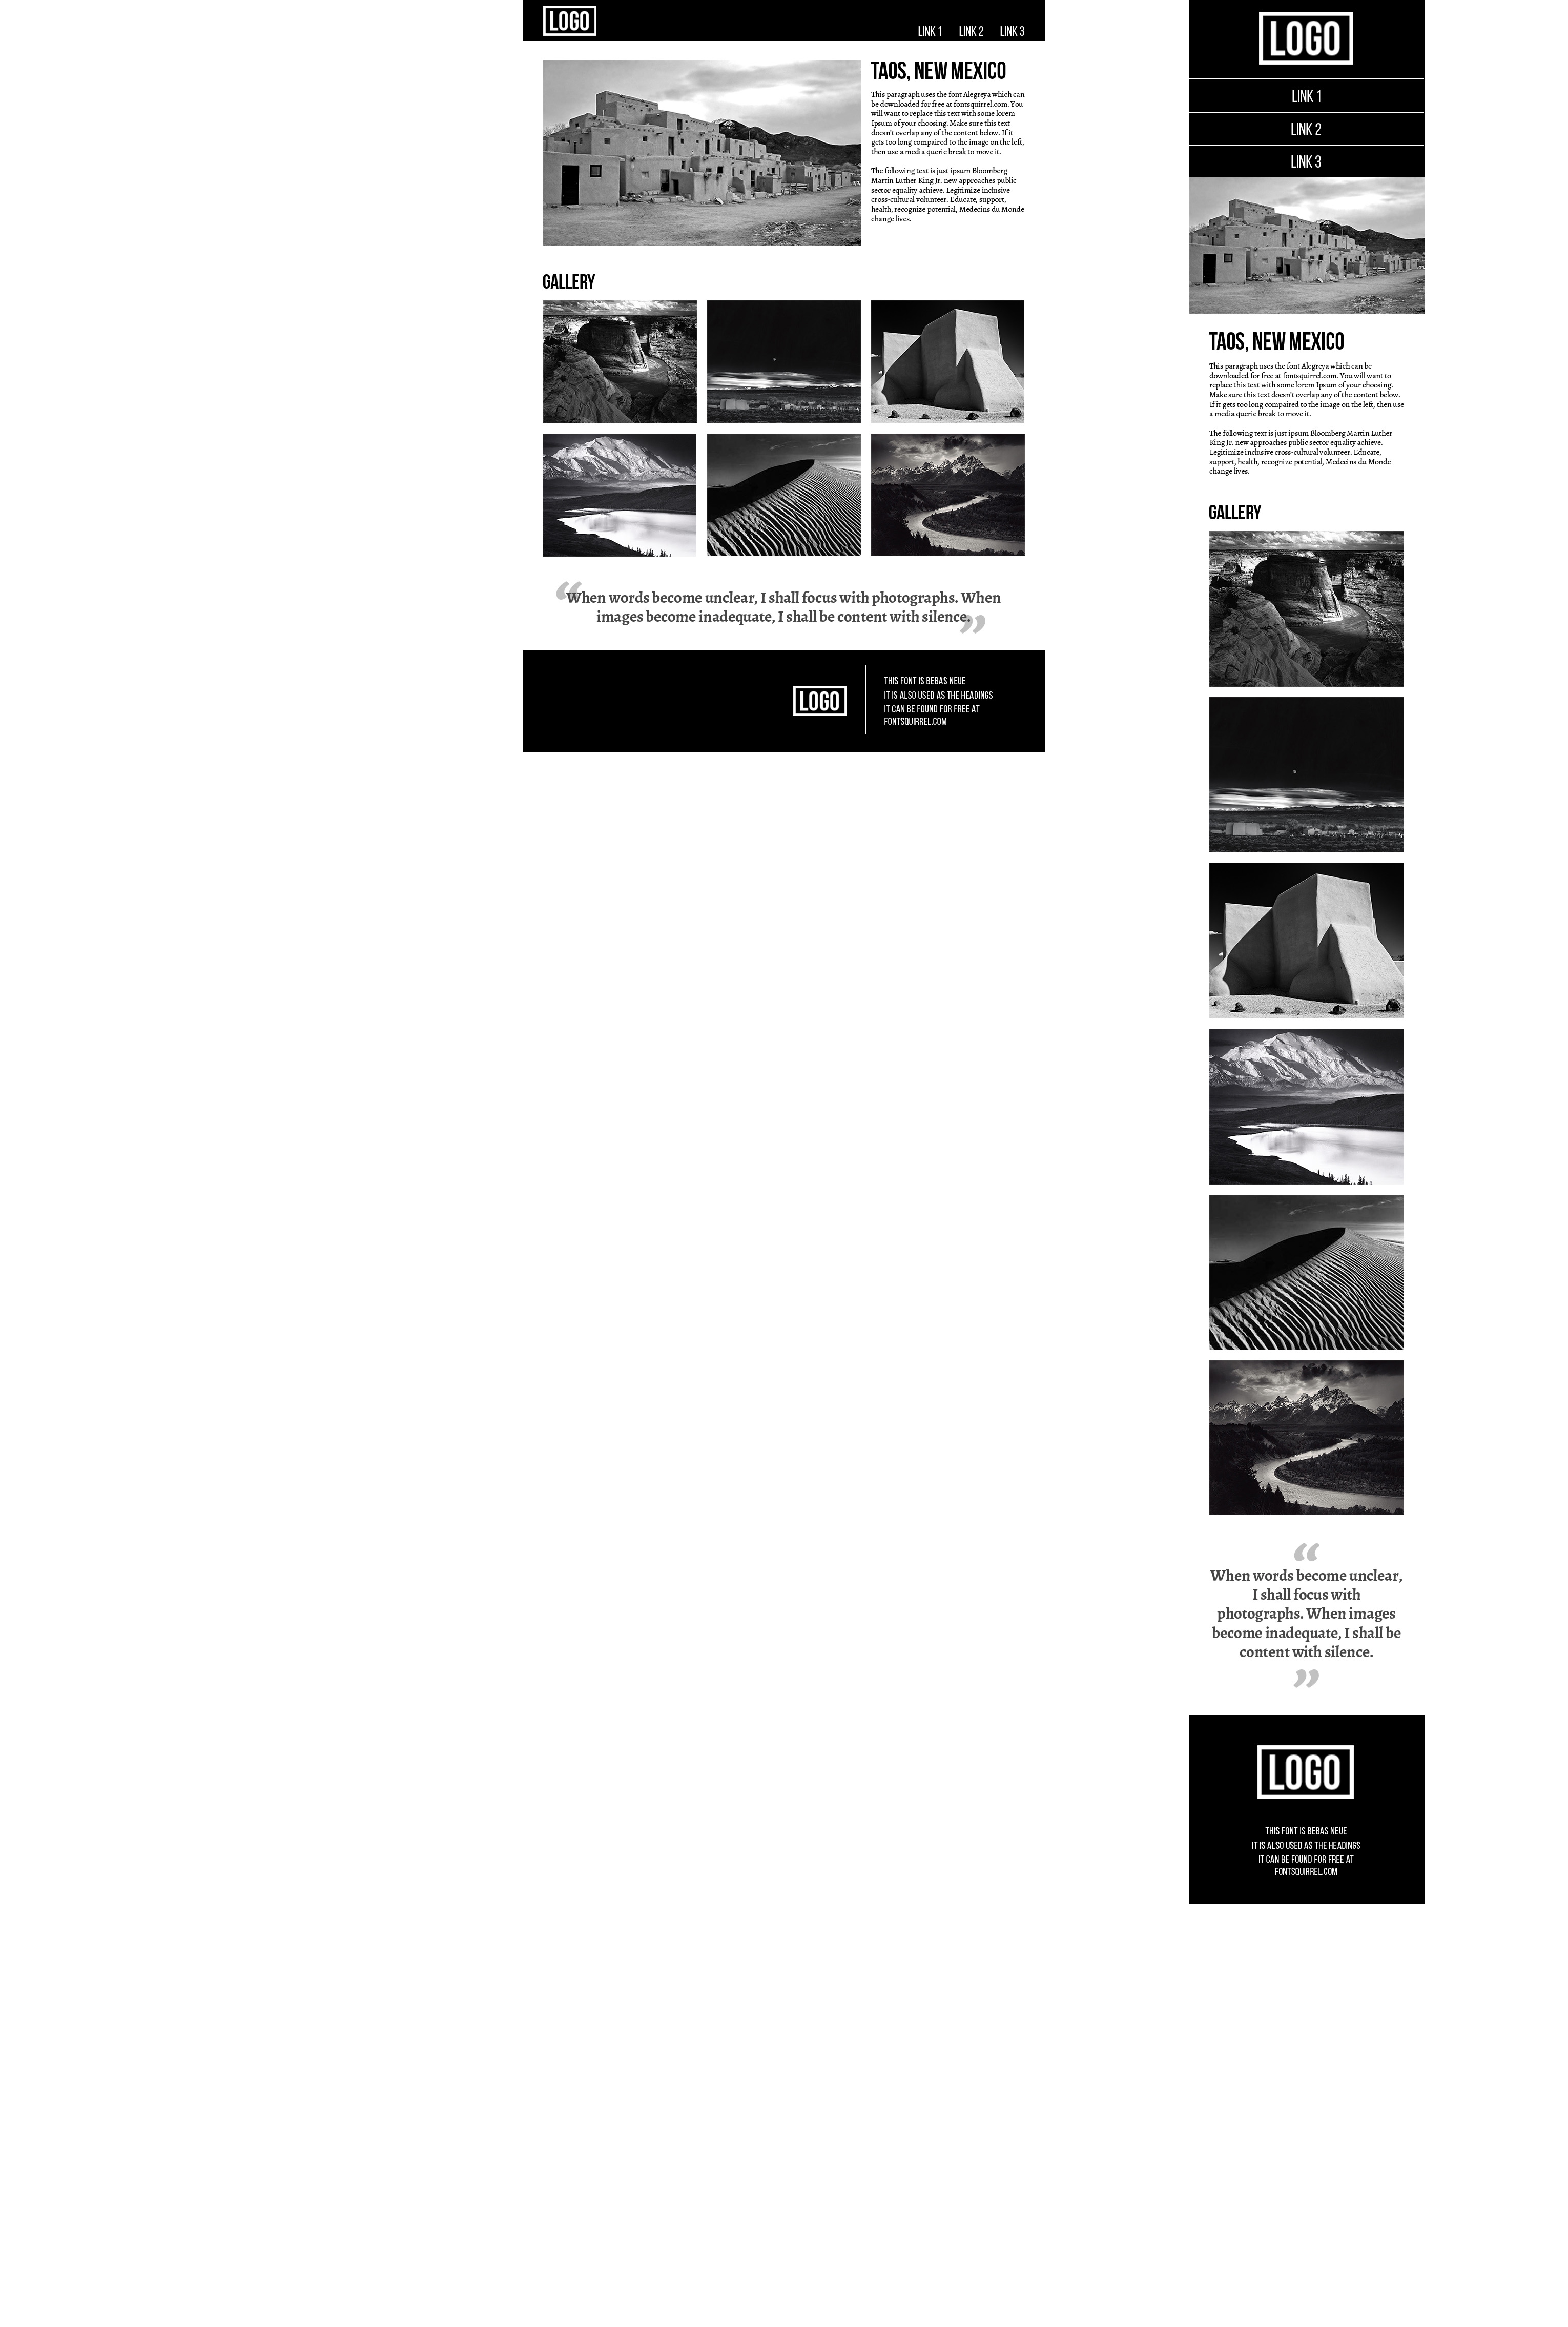 LOGO
LINK 1
LINK 2
LINK 3
TAOS, NEW MEXICO
This paragraph uses the font Alegreya which can
be downloaded for free at fontsquirrel.com. You
will want to replace this text with some lorem
Ipsum of your choosing. Make sure this text
doesn't overlap any of the content below. If it
gets too long compaired to the image on the left,
then use a media querie break to move it.
The following text is just ipsum Bloomberg
Martin Luther King Jr. new approaches public
sector equality achieve. Legitimize inclusive
cross-cultural volunteer. Educate, support,
health, recognize potential, Medecins du Monde
change lives.
GALLERY
“
When words become unclear, I shall focus with photographs. When
images become inadequate, I shall be content with silence.
”
LOGO
THIS FONT IS BEBAS NEUE
IT IS ALSO USED AS THE HEADINGS
IT CAN BE FOUND FOR FREE AT
FONTSQUIRREL.COM
LOGO
LINK 1
LINK 2
LINK 3
TAOS, NEW MEXICO
This paragraph uses the font Alegreya which can be
downloaded for free at fontsquirrel.com. You will want to
replace this text with some lorem Ipsum of your choosing.
Make sure this text doesn't overlap any of the content below.
If it gets too long compaired to the image on the left, then use
a media querie break to move it.
The following text is just ipsum Bloomberg Martin Luther
King Jr. new approaches public sector equality achieve.
Legitimize inclusive cross-cultural volunteer. Educate,
support, health, recognize potential, Medecins du Monde
change lives.
GALLERY
“
When words become unclear,
I shall focus with
photographs. When images
become inadequate, I shall be
content with silence.
”
LOGO
THIS FONT IS BEBAS NEUE
IT IS ALSO USED AS THE HEADINGS
IT CAN BE FOUND FOR FREE AT
FONTSQUIRREL.COM